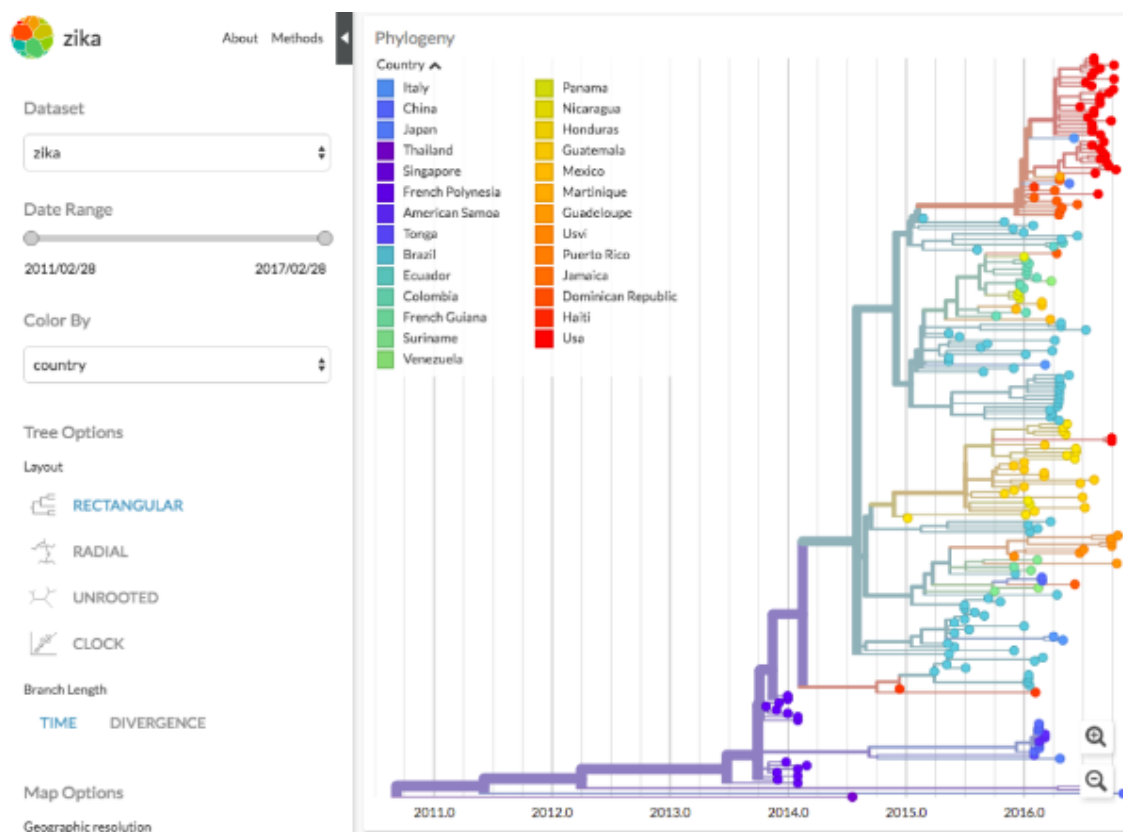 zika
About Methods
Dataset
zika
Date Range
2011/02/28 2017/02/28
Color By
country
Tree Options
Layout
RECTANGULAR
RADIAL
UNROOTED
CLOCK
Branch Length
TIME DIVERGENCE
Map Options
Geographic resolution
Phylogeny
Country
Italy
China
Japan
Thailand
Singapore
French Polynesia
American Samoa
Tonga
Brazil
Ecuador
Colombia
French Guiana
Suriname
Venezuela
Panama
Nicaragua
Honduras
Guatemala
Mexico
Martinique
Guadeloupe
Usvi
Puerto Rico
Jamaica
Dominican Republic
Haiti
Usa
2011.0 2012.0 2013.0 2014.0 2015.0 2016.0